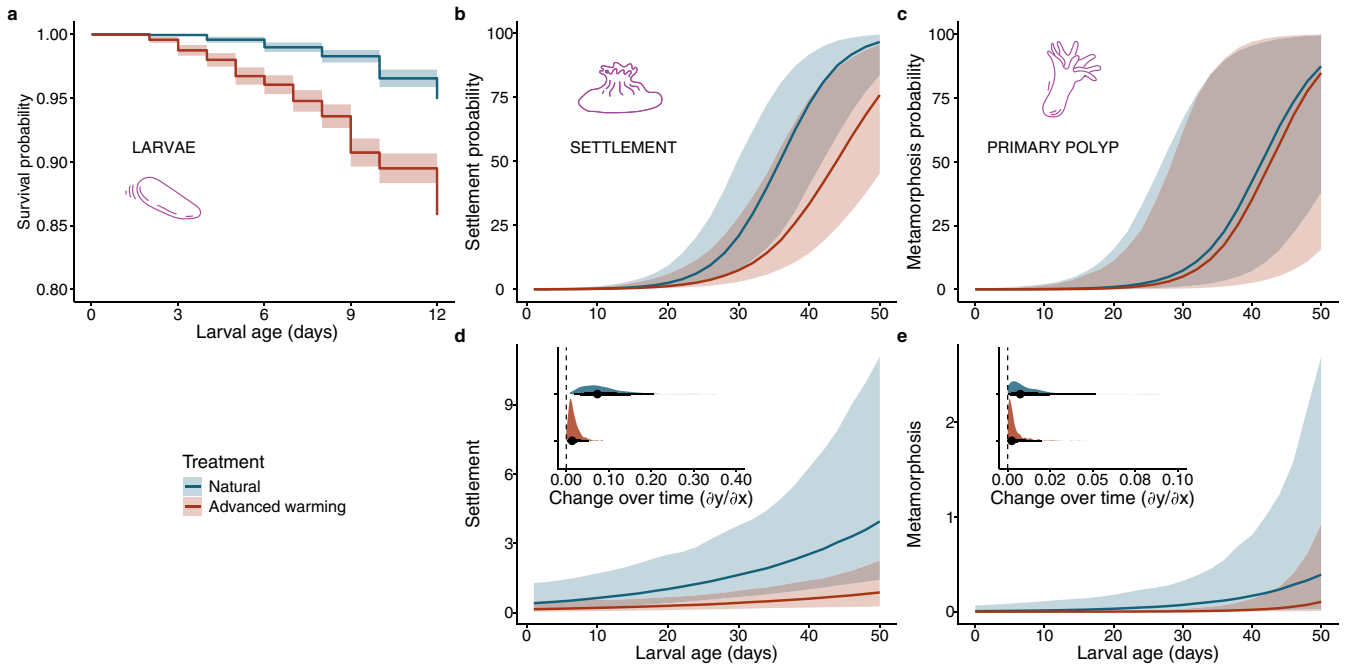 a
Survival probability
1.00
0.95
0.90
0.85
0.80
LARVAE
0
3
6
9
12
Larval age (days)
b
Settlement probability
100
75
50
25
0
SETTLEMENT
0
10
20
30
40
50
c
Metamorphosis probability
100
75
50
25
0
PRIMARY POLYP
0
10
20
30
40
50
Treatment
Natural
Advanced warming
d
Settlement
9
6
3
0
0.00
0.10
0.20
0.30
0.40
Change over time (∂y/∂x)
0
10
20
30
40
50
Larval age (days)
e
Metamorphosis
2
1
0
0.00
0.02
0.05
0.08
0.10
Change over time (∂y/∂x)
0
10
20
30
40
50
Larval age (days)